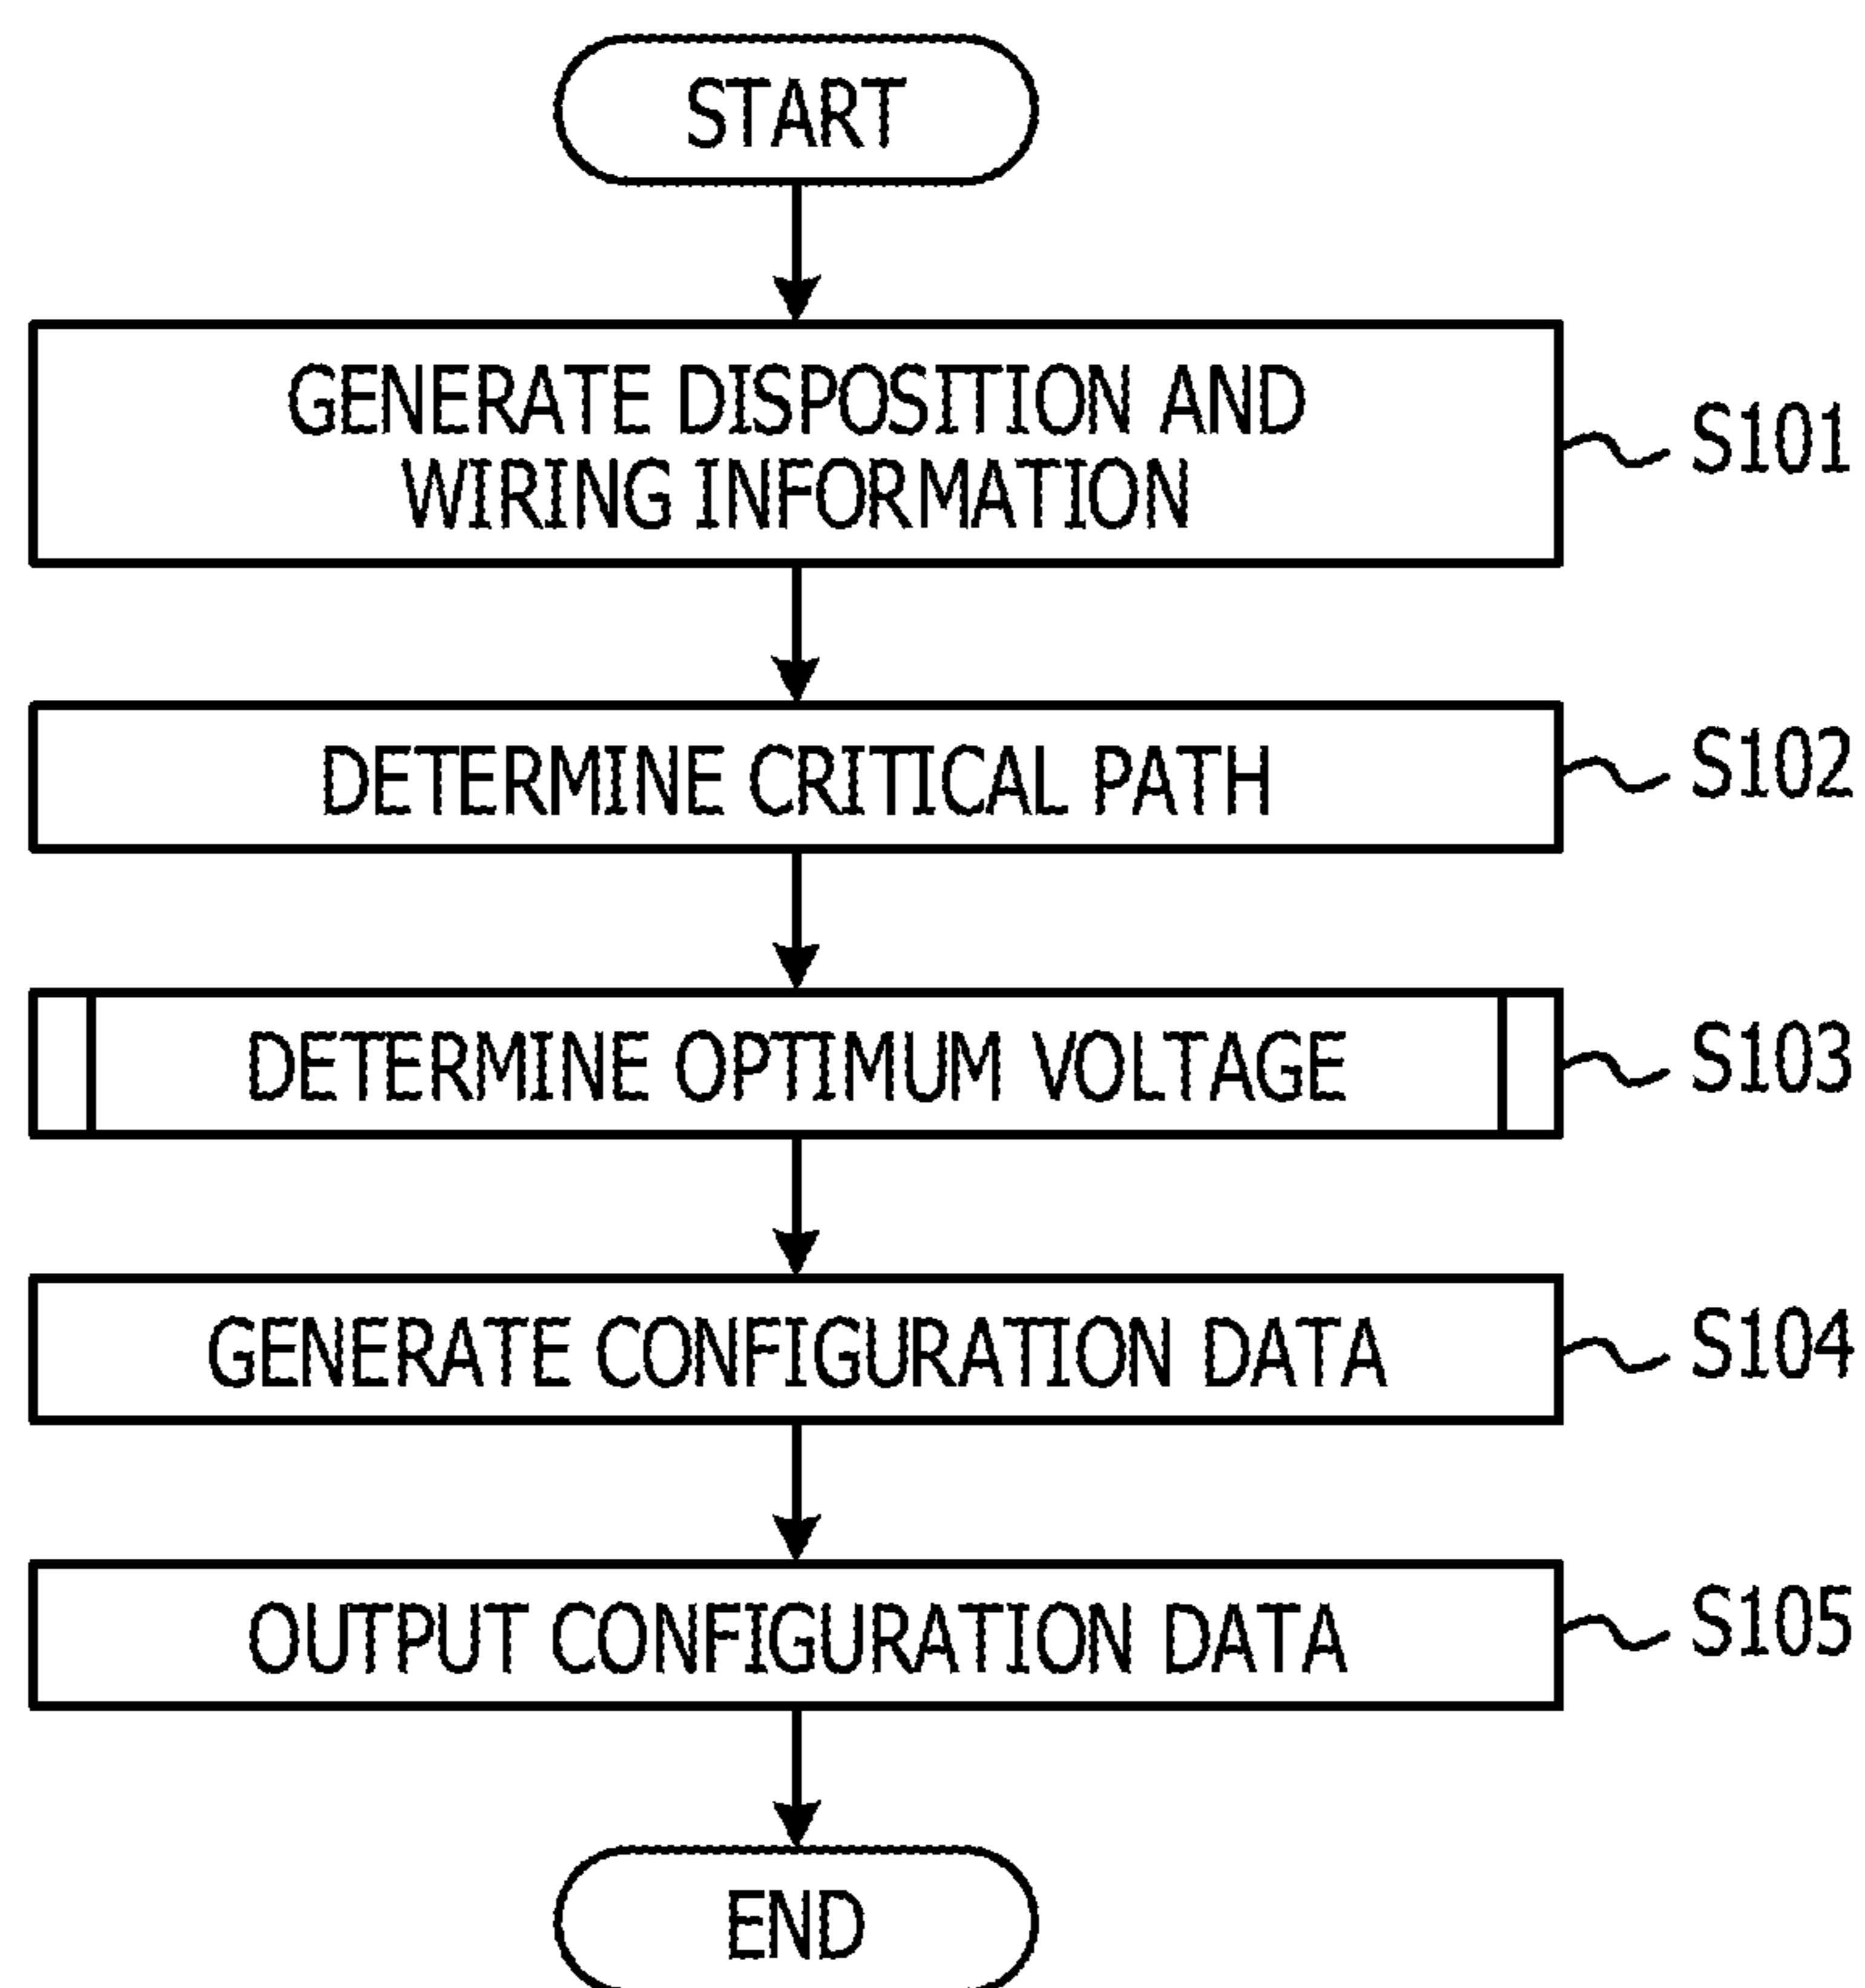 START
GENERATE DISPOSITION AND
WIRING INFORMATION
S101
DETERMINE CRITICAL PATH
S102
DETERMINE OPTIMUM VOLTAGE
S103
GENERATE CONFIGURATION DATA
S104
OUTPUT CONFIGURATION DATA
S105
END